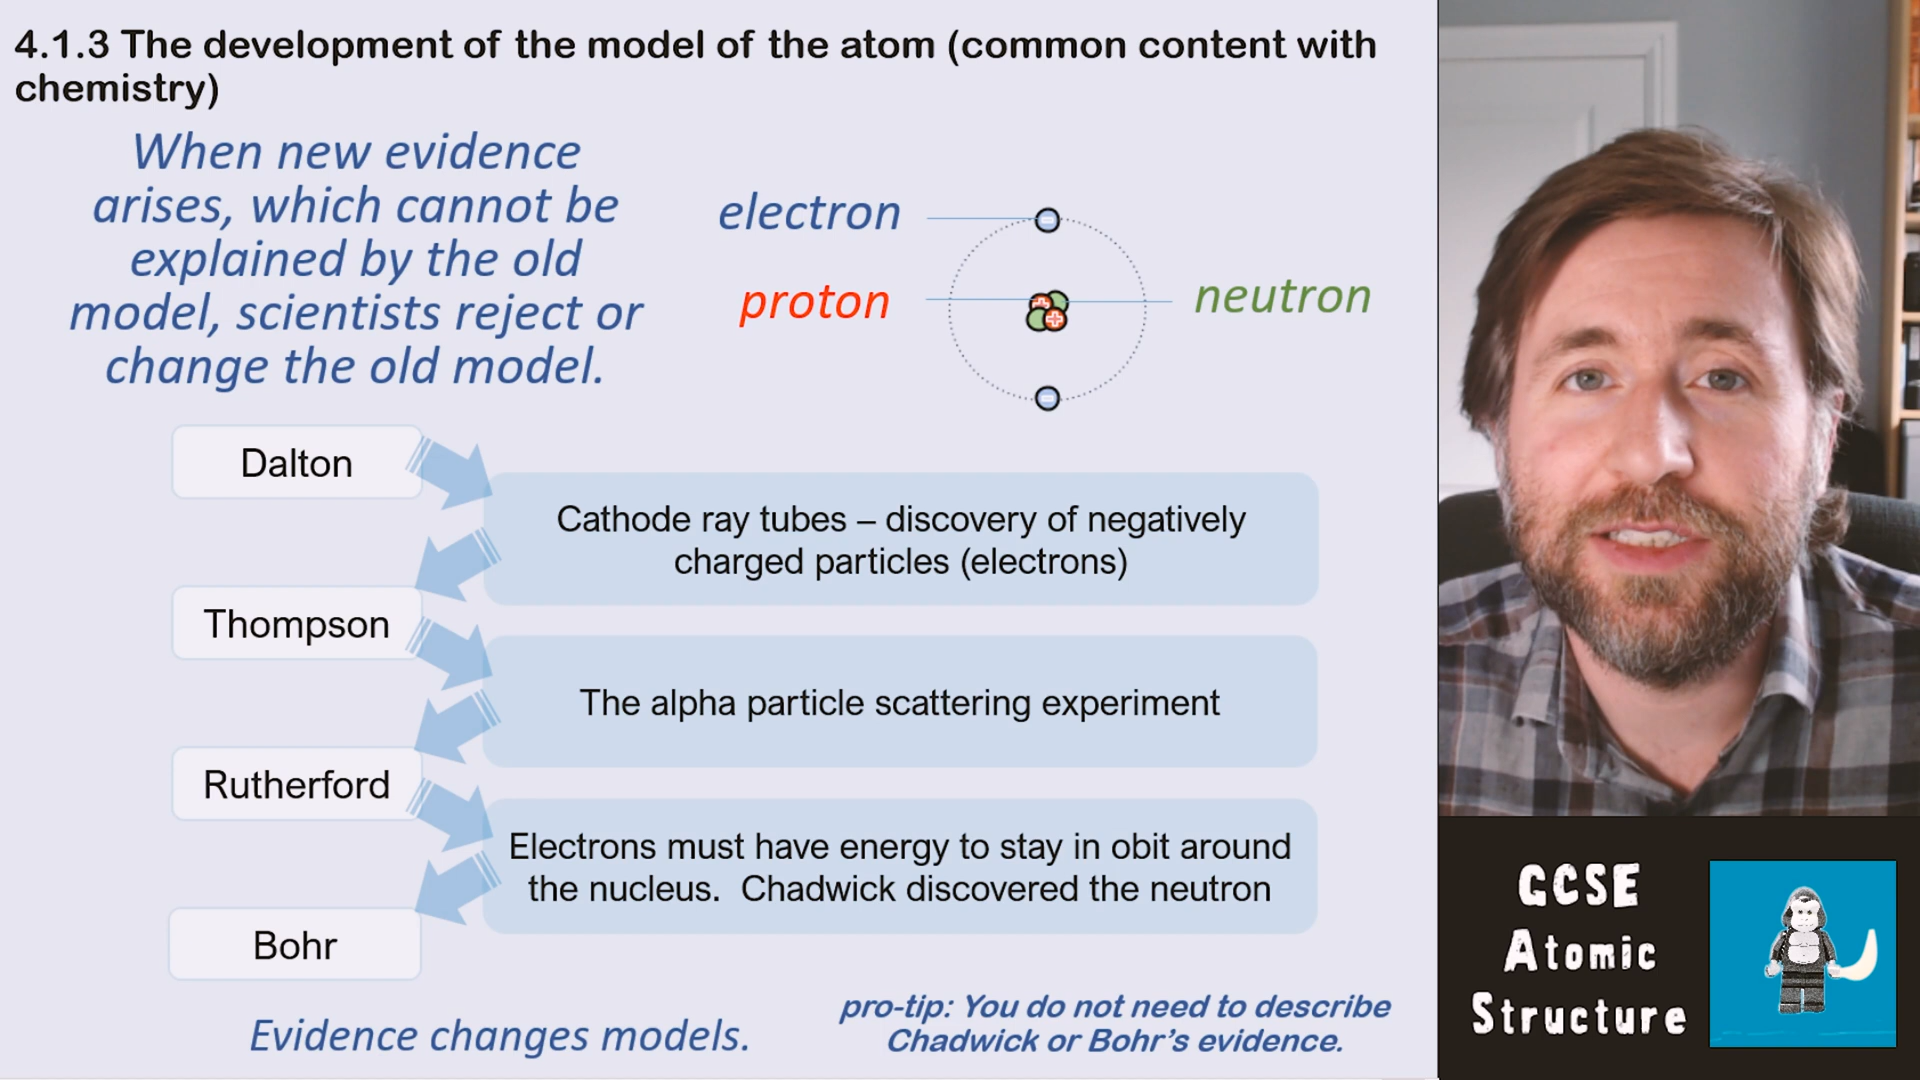 4.1.3 The development of the model of the atom (common content with
chemistry)
When new evidence
arises, which cannot be
explained by the old
model, scientists reject or
change the old model.
electron
proton
neutron
Dalton
Cathode ray tubes – discovery of negatively
charged particles (electrons)
Thompson
The alpha particle scattering experiment
Rutherford
Electrons must have energy to stay in obit around
the nucleus.  Chadwick discovered the neutron
Bohr
Evidence changes models.
pro-tip: You do not need to describe
Chadwick or Bohr's evidence.
GCSE
Atomic
Structure